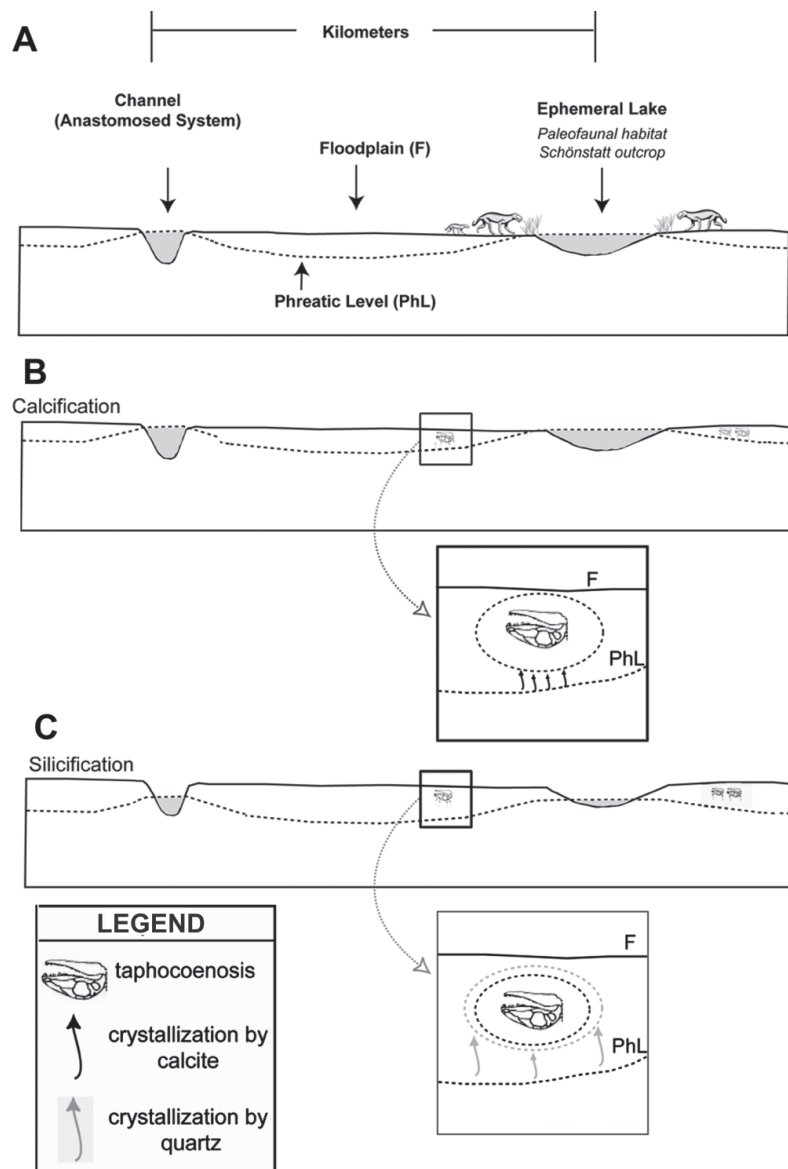 A
Kilometers
Channel
(Anastomosed System)
Floodplain (F)
Ephemeral Lake
Paleofaunal habitat
Schönstatt outcrop
Phreatic Level (PhL)
B
Calcification
F
PhL
C
Silicification
F
PhL
LEGEND
taphocoenosis
crystallization by
calcite
crystallization by
quartz